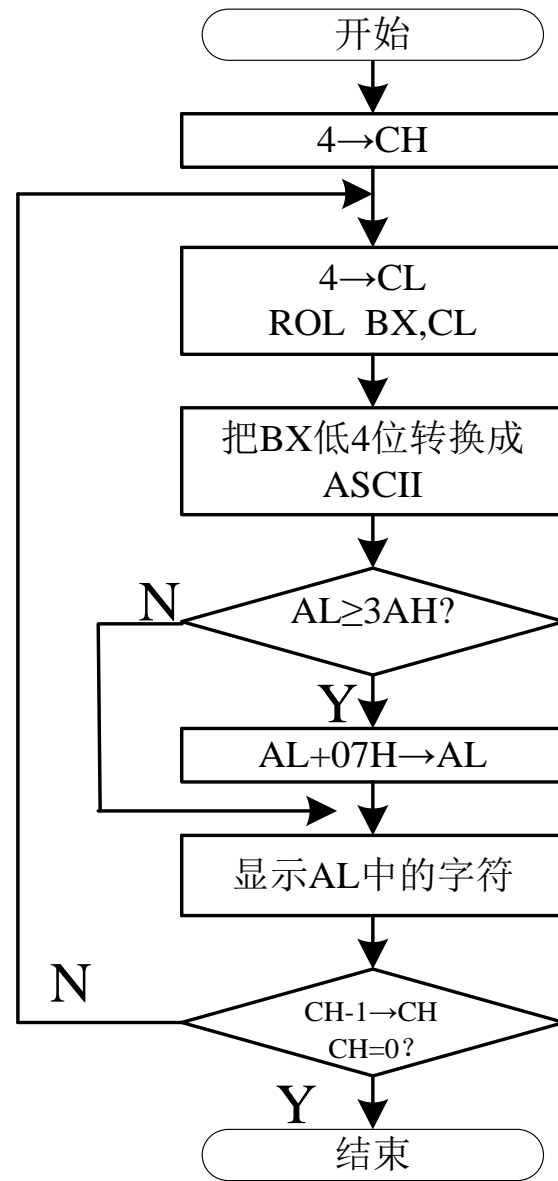 开始
4→CH
4→CL
ROL BX,CL
把BX低4位转换成
ASCII
AL≥3AH?
N
Y
AL+07H→AL
显示AL中的字符
N
CH-1→CH
CH=0?
Y
结束